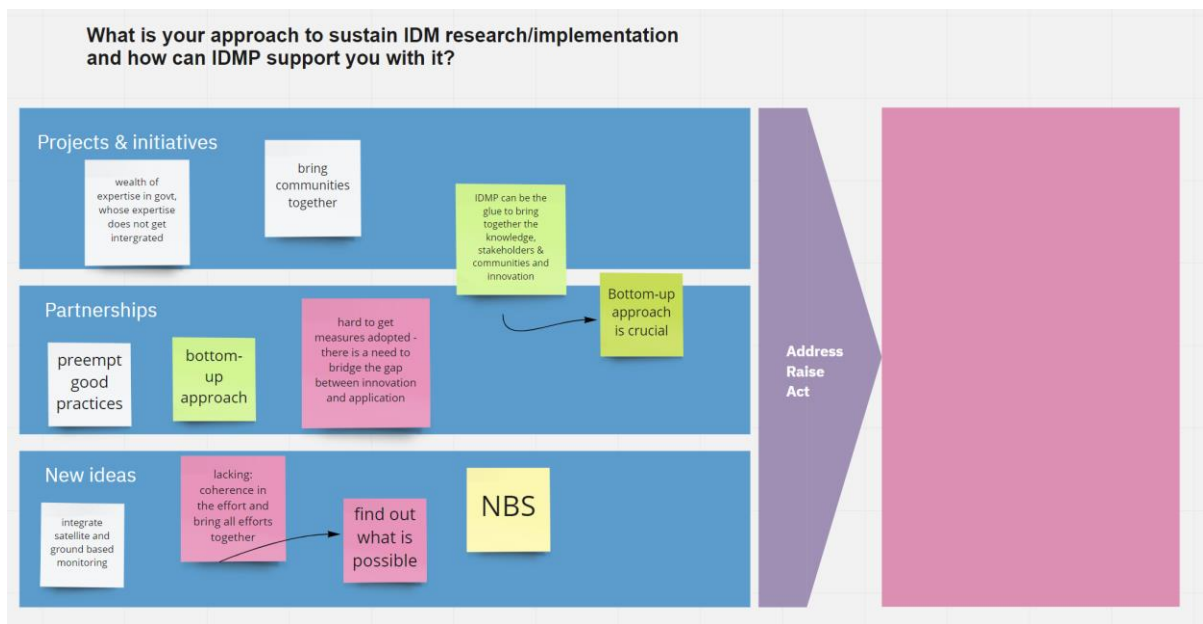 What is your approach to sustain IDM research/implementation
and how can IDMP support you with it?
Projects & initiatives
wealth of
expertise in govt,
whose expertise
does not get
intergrated
bring
communities
together
IDMP can be the
glue to bring
together the
knowledge,
stakeholders &
communities and
innovation
Partnerships
preempt
good
practices
bottom-
up
approach
hard to get
measures adopted -
there is a need to
bridge the gap
between innovation
and application
Bottom-up
approach
is crucial
New ideas
integrate
satellite and
ground based
monitoring
lacking:
coherence in
the effort and
bring all efforts
together
find out
what is
possible
NBS
Address
Raise
Act